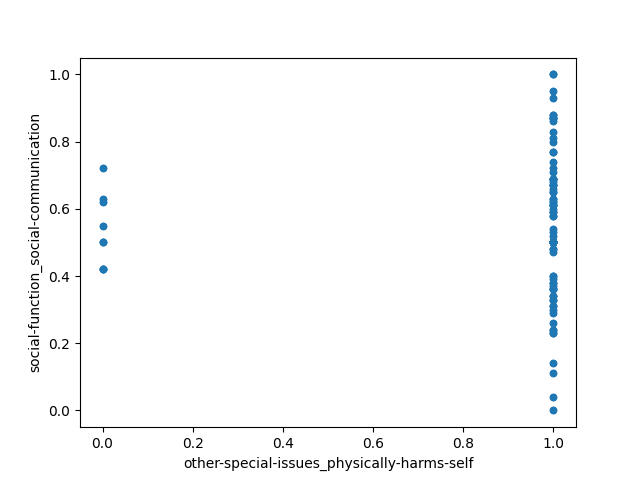 1.0
0.8
0.6
0.4
0.2
0.0
social-function_social-communication
0.0 0.2 0.4 0.6 0.8 1.0
other-special-issues_physically-harms-self